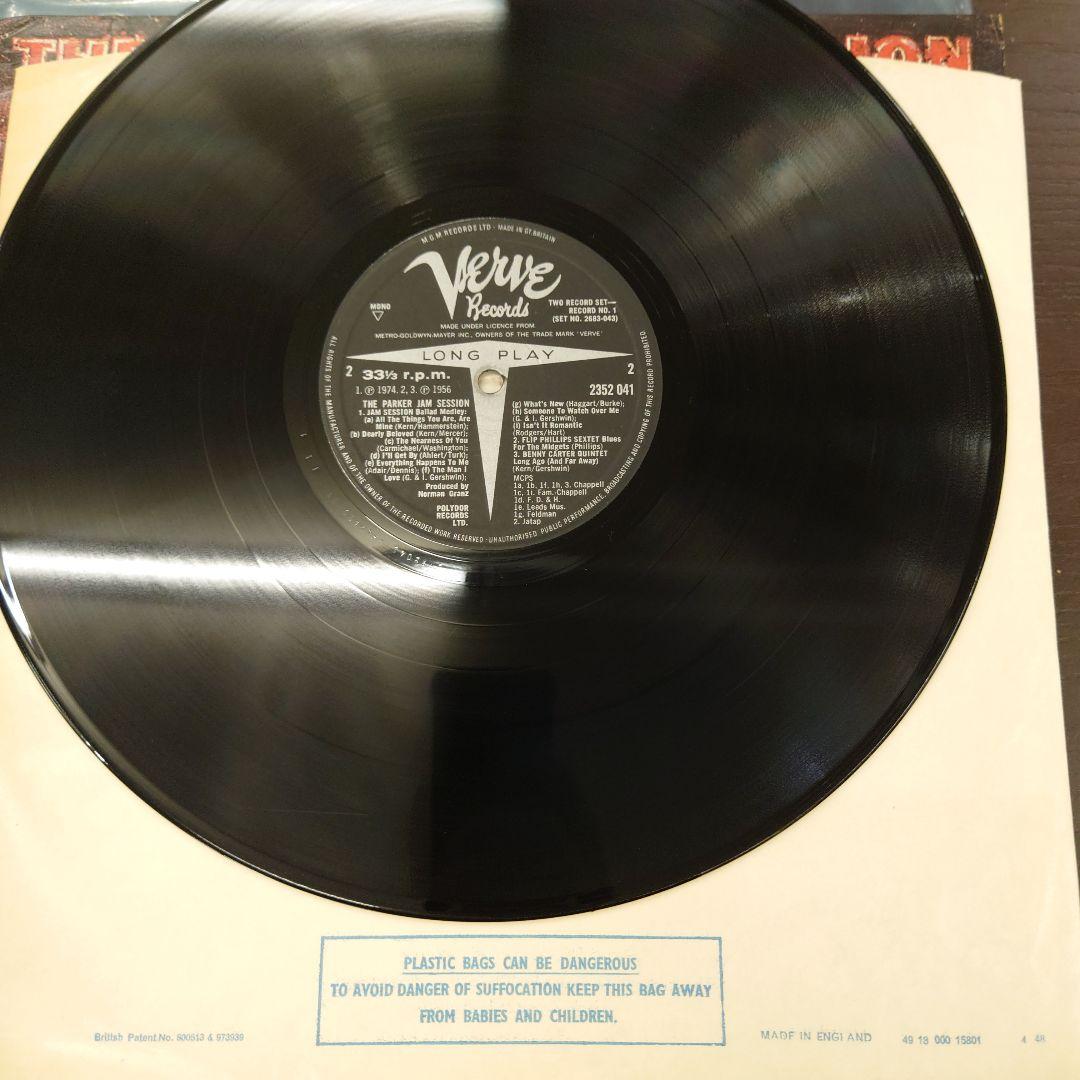 M.G.M RECORDS LTD · MADE IN GT. BRITAIN
Verve
Records
MONO
TWO RECORD SET—
RECORD NO. 1
(SET NO. 2683-043)
MADE UNDER LICENCE FROM
METRO-GOLDWYN-MAYER INC., OWNERS OF THE TRADE MARK 'VERVE'
LONG PLAY
2
33⅓ r.p.m.
2
1. ℗ 1974. 2, 3. ℗ 1956
2352 041
THE PARKER JAM SESSION
1. JAM SESSION Ballad Medley:
(a) All The Things You Are, Are
Mine (Kern/Hammerstein);
(b) Dearly Beloved (Kern/Mercer);
(c) The Nearness Of You
(Carmichael/Washington);
(d) I'll Get By (Ahlert/Turk);
(e) Everything Happens To Me
(Adair/Dennis); (f) The Man I
Love (G. & I. Gershwin);
Produced by
Norman Granz
POLYDOR
RECORDS
LTD.
(g) What's New (Haggart/Burke);
(h) Someone To Watch Over Me
(G. & I. Gershwin);
(i) Isn't It Romantic
(Rodgers/Hart)
2. FLIP PHILLIPS SEXTET Blues
For The Midgets (Phillips)
3. BENNY CARTER QUINTET
Long Ago (And Far Away)
(Kern/Gershwin)
MCPS
1a, 1b, 1f, 1h, 3. Chappell
1c, 1i. Fam.-Chappell
1d. F. D. & H.
1e. Leeds Mus.
1g. Feldman
2. Jatap
ALL RIGHTS OF THE MANUFACTURER AND OF THE OWNER OF THE RECORDED WORK RESERVED · UNAUTHORISED PUBLIC PERFORMANCE, BROADCASTING AND COPYING OF THIS RECORD PROHIBITED
PLASTIC BAGS CAN BE DANGEROUS
TO AVOID DANGER OF SUFFOCATION KEEP THIS BAG AWAY
FROM BABIES AND CHILDREN.
British Patent No. 800513 & 973939
MADE IN ENGLAND
49 18 000 15801
4 48